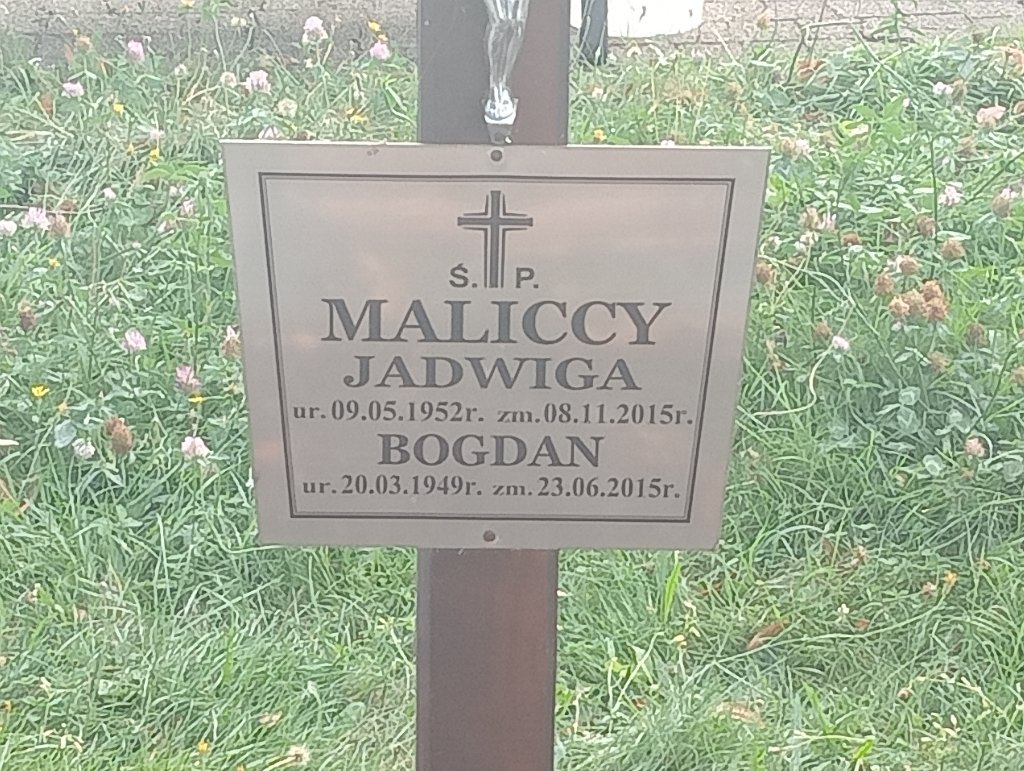 Ś. P.
MALICCY
JADWIGA
ur. 09.05.1952r. zm. 08.11.2015r.
BOGDAN
ur. 20.03.1949r. zm. 23.06.2015r.